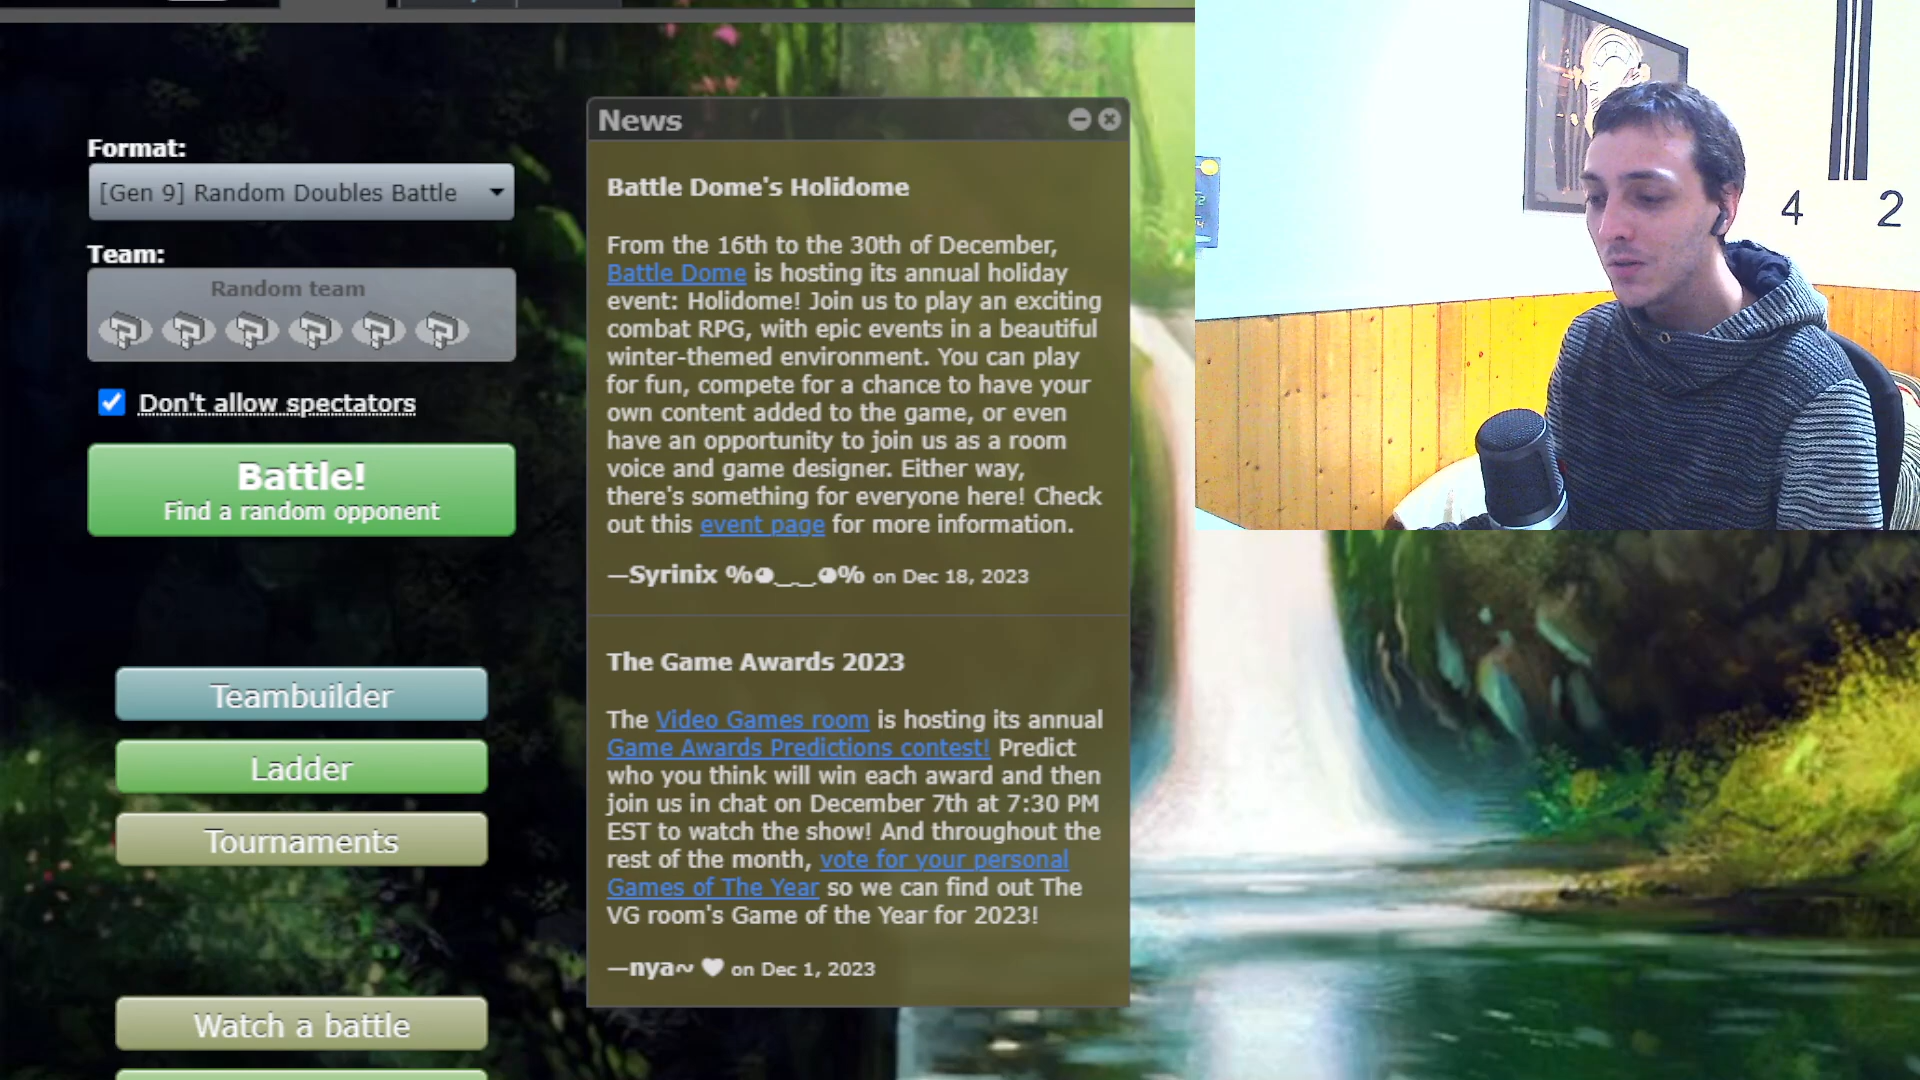 Format:
[Gen 9] Random Doubles Battle
Team:
Random team
Don't allow spectators
Battle!
Find a random opponent
Teambuilder
Ladder
Tournaments
Watch a battle
News
Battle Dome's Holidome
From the 16th to the 30th of December,
Battle Dome is hosting its annual holiday
event: Holidome! Join us to play an exciting
combat RPG, with epic events in a beautiful
winter-themed environment. You can play
for fun, compete for a chance to have your
own content added to the game, or even
have an opportunity to join us as a room
voice and game designer. Either way,
there's something for everyone here! Check
out this event page for more information.
—Syrinix %◕‿‿◕% on Dec 18, 2023
The Game Awards 2023
The Video Games room is hosting its annual
Game Awards Predictions contest! Predict
who you think will win each award and then
join us in chat on December 7th at 7:30 PM
EST to watch the show! And throughout the
rest of the month, vote for your personal
Games of The Year so we can find out The
VG room's Game of the Year for 2023!
—nya~ ❤ on Dec 1, 2023
4 2